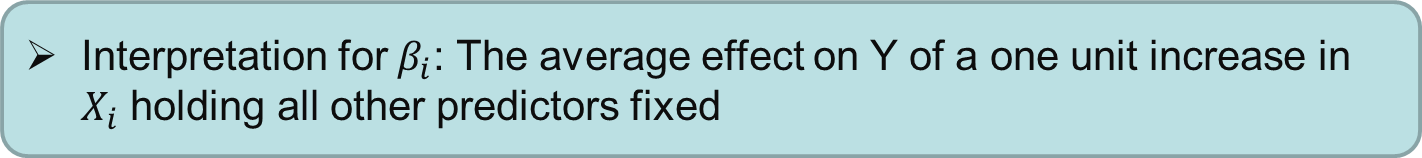 ➢ Interpretation for βᵢ: The average effect on Y of a one unit increase in
Xᵢ holding all other predictors fixed